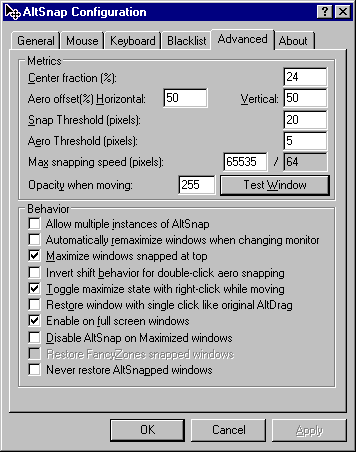 AltSnap Configuration
General Mouse Keyboard Blacklist Advanced About
Metrics
Center fraction (%): 24
Aero offset(%) Horizontal: 50 Vertical: 50
Snap Threshold (pixels): 20
Aero Threshold (pixels): 5
Max snapping speed (pixels): 65535 / 64
Opacity when moving: 255 Test Window
Behavior
Allow multiple instances of AltSnap
Automatically remaximize windows when changing monitor
Maximize windows snapped at top
Invert shift behavior for double-click aero snapping
Toggle maximize state with right-click while moving
Restore window with single click like original AltDrag
Enable on full screen windows
Disable AltSnap on Maximized windows
Restore FancyZones snapped windows
Never restore AltSnapped windows
OK Cancel Apply